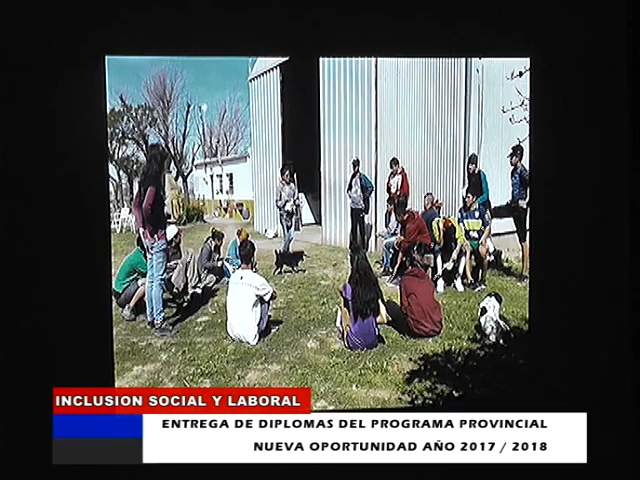 INCLUSION SOCIAL Y LABORAL
ENTREGA DE DIPLOMAS DEL PROGRAMA PROVINCIAL
NUEVA OPORTUNIDAD AÑO 2017 / 2018